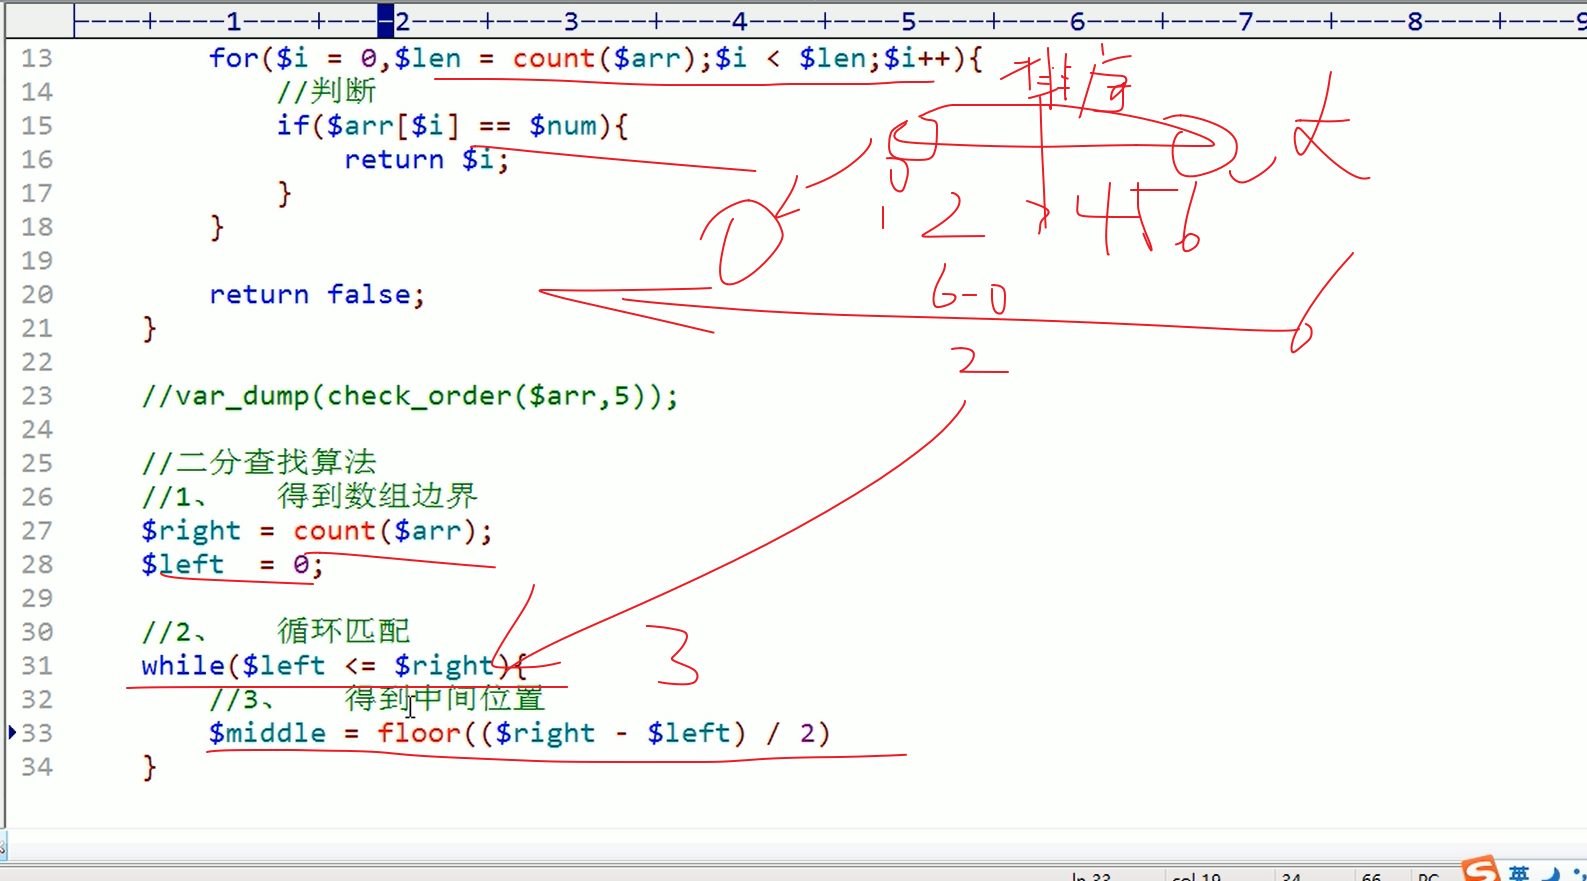 1 2 3 4 5 6 7 8 9
13 for($i = 0,$len = count($arr);$i < $len;$i++){
14 //判断
15 if($arr[$i] == $num){
16 return $i;
17 }
18 }
19
20 return false;
21 }
22
23 //var_dump(check_order($arr,5));
24
25 //二分查找算法
26 //1、 得到数组边界
27 $right = count($arr);
28 $left = 0;
29
30 //2、 循环匹配
31 while($left <= $right){
32 //3、 得到中间位置
33 $middle = floor(($right - $left) / 2)
34 }
排序
0
1 2 3 4 5 6
6-0
2
3
ln 33 col 19 34 66 PC
S 英